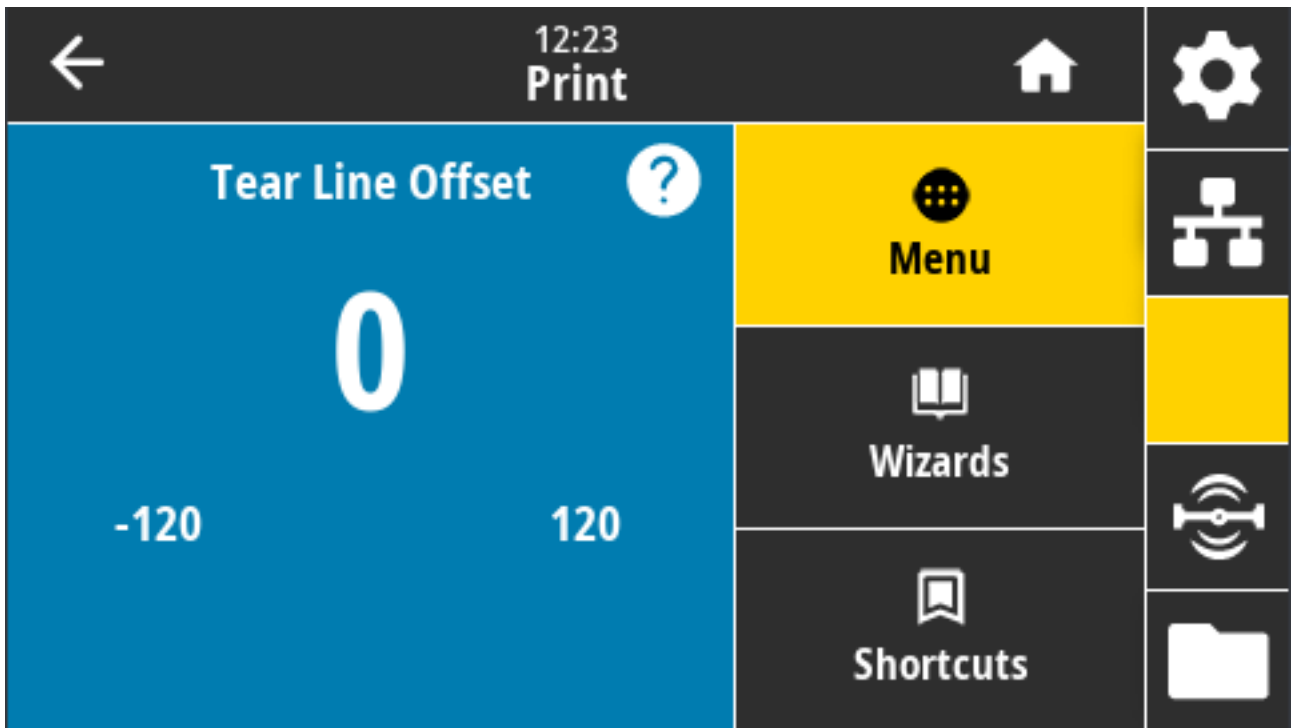 12:23
Print
Tear Line Offset
?
0
-120
120
Menu
Wizards
Shortcuts